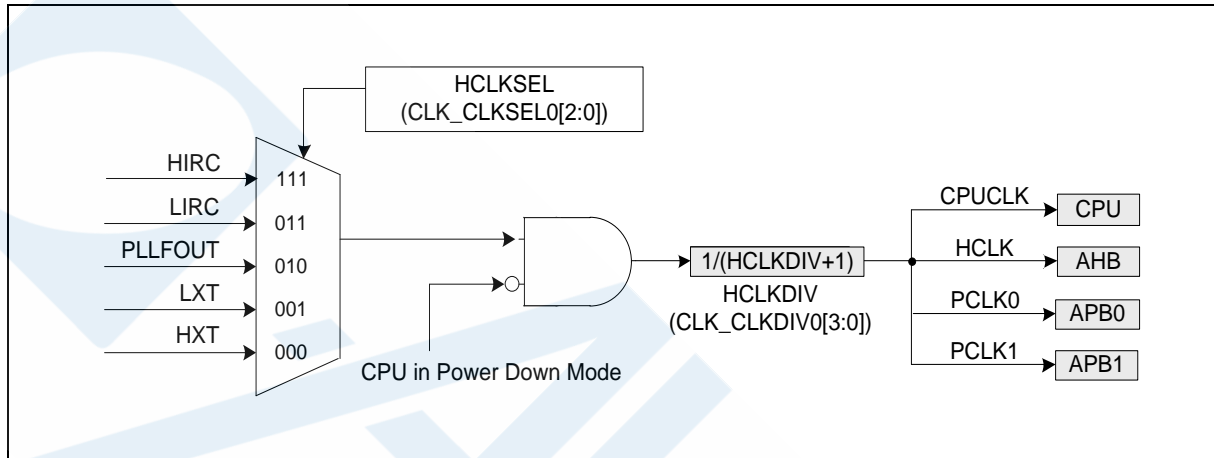 HCLKSEL
(CLK_CLKSEL0[2:0])
HIRC
111
LIRC
011
PLLFOUT
010
LXT
001
HXT
000
CPU in Power Down Mode
1/(HCLKDIV+1)
HCLKDIV
(CLK_CLKDIV0[3:0])
CPUCLK
CPU
HCLK
AHB
PCLK0
APB0
PCLK1
APB1